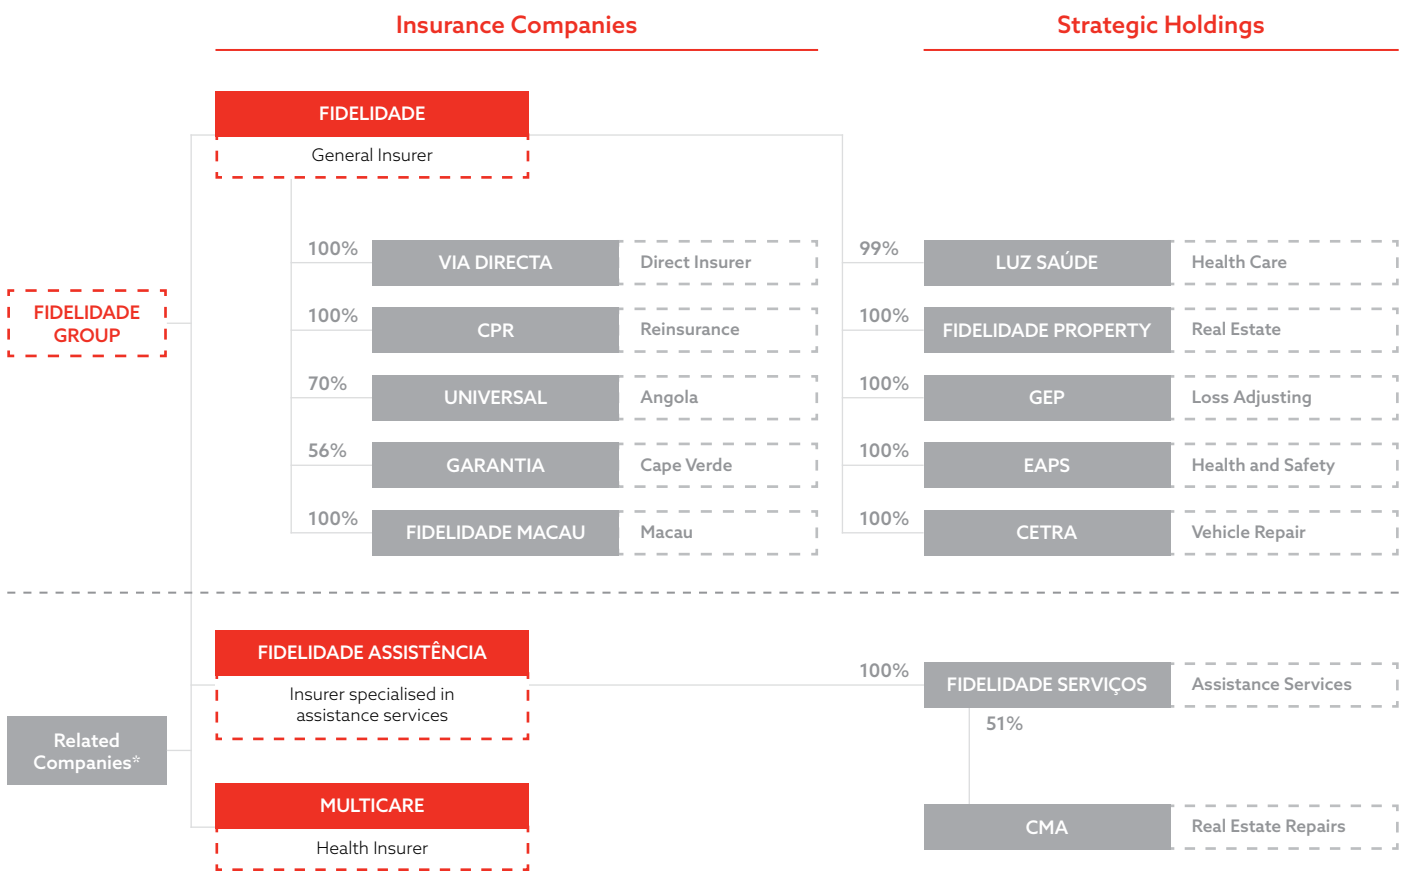 Insurance Companies
Strategic Holdings
FIDELIDADE
General Insurer
FIDELIDADE
GROUP
100%
VIA DIRECTA
Direct Insurer
100%
CPR
Reinsurance
70%
UNIVERSAL
Angola
56%
GARANTIA
Cape Verde
100%
FIDELIDADE MACAU
Macau
99%
LUZ SAÚDE
Health Care
100%
FIDELIDADE PROPERTY
Real Estate
100%
GEP
Loss Adjusting
100%
EAPS
Health and Safety
100%
CETRA
Vehicle Repair
Related
Companies*
FIDELIDADE ASSISTÊNCIA
Insurer specialised in
assistance services
100%
FIDELIDADE SERVIÇOS
Assistance Services
51%
MULTICARE
Health Insurer
CMA
Real Estate Repairs